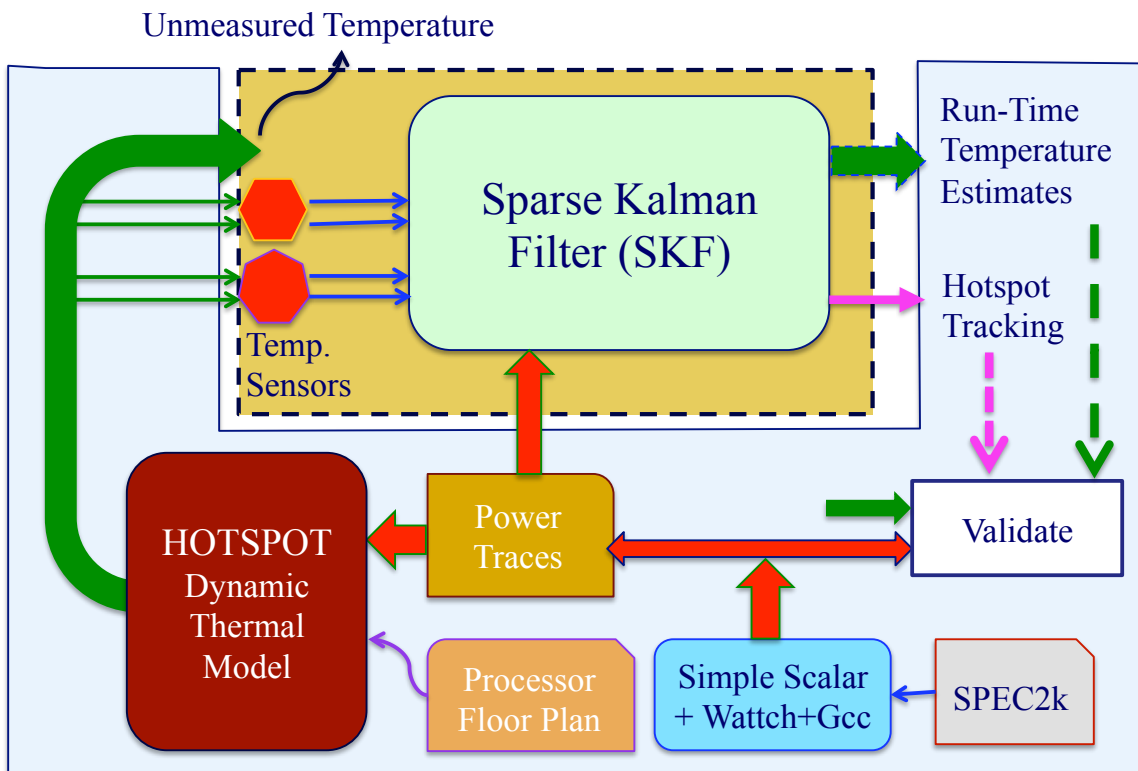 Unmeasured Temperature
Sparse Kalman
Filter (SKF)
Run-Time
Temperature
Estimates
Hotspot
Tracking
Temp.
Sensors
HOTSPOT
Dynamic
Thermal
Model
Power
Traces
Validate
Processor
Floor Plan
Simple Scalar
+ Wattch+Gcc
SPEC2k